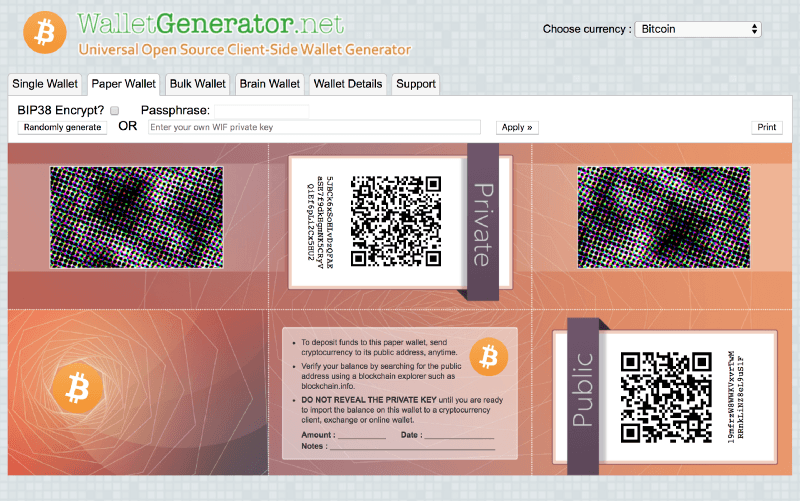 WalletGenerator.net
Universal Open Source Client-Side Wallet Generator
Choose currency : Bitcoin
Single Wallet Paper Wallet Bulk Wallet Brain Wallet Wallet Details Support
BIP38 Encrypt? Passphrase:
Randomly generate OR Enter your own WIF private key Apply » Print
Private
• To deposit funds to this paper wallet, send
cryptocurrency to its public address, anytime.
• Verify your balance by searching for the public
address using a blockchain explorer such as
blockchain.info.
• DO NOT REVEAL THE PRIVATE KEY until you are ready
to import the balance on this wallet to a cryptocurrency
client, exchange or online wallet.
Amount : ____________ Date : ____________
Notes : ____________
Public